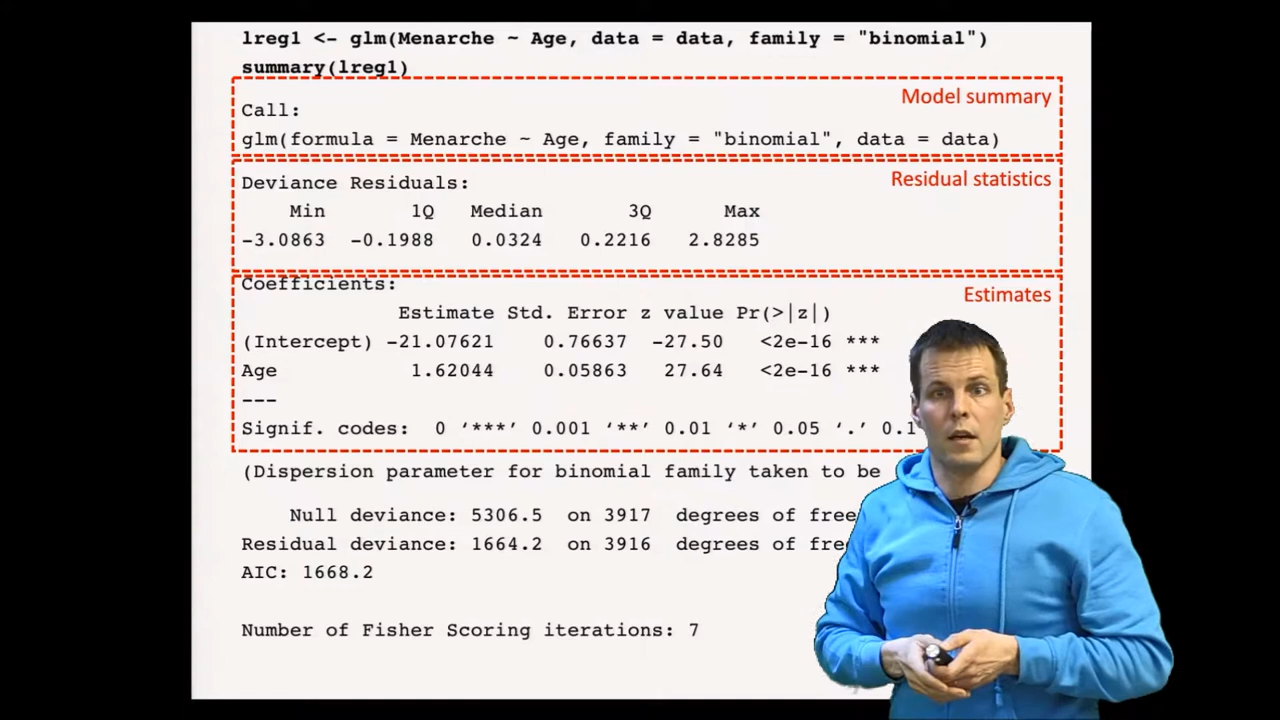 lreg1 <- glm(Menarche ~ Age, data = data, family = "binomial")
summary(lreg1)
Model summary
Call:
glm(formula = Menarche ~ Age, family = "binomial", data = data)
Residual statistics
Deviance Residuals:
Min 1Q Median 3Q Max
-3.0863 -0.1988 0.0324 0.2216 2.8285
Estimates
Coefficients:
Estimate Std. Error z value Pr(>|z|)
(Intercept) -21.07621 0.76637 -27.50 <2e-16 ***
Age 1.62044 0.05863 27.64 <2e-16 ***
---
Signif. codes: 0 ‘***’ 0.001 ‘**’ 0.01 ‘*’ 0.05 ‘.’ 0.1
(Dispersion parameter for binomial family taken to be
Null deviance: 5306.5 on 3917 degrees of
Residual deviance: 1664.2 on 3916 degrees of
AIC: 1668.2
Number of Fisher Scoring iterations: 7